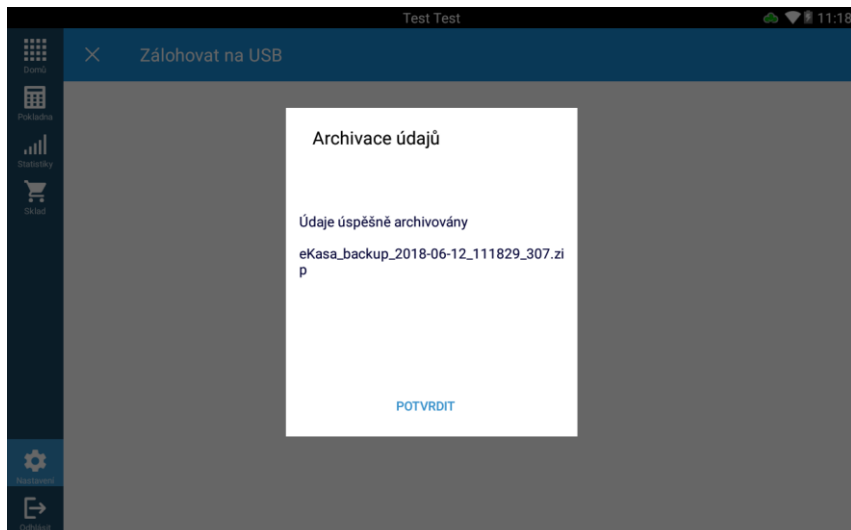 Test Test
11:18
Domů
Zálohovat na USB
Pokladna
Statistiky
Sklad
Archivace údajů
Údaje úspěšně archivovány
eKasa_backup_2018-06-12_111829_307.zi
p
POTVRDIT
Nastavení
Odhlásit